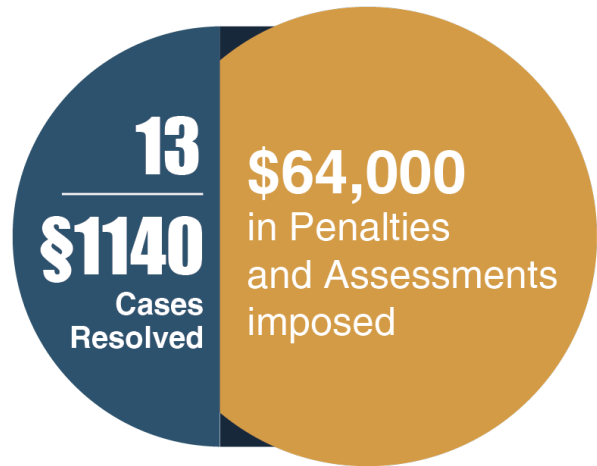 13
§1140
Cases
Resolved
$64,000
in Penalties
and Assessments
imposed